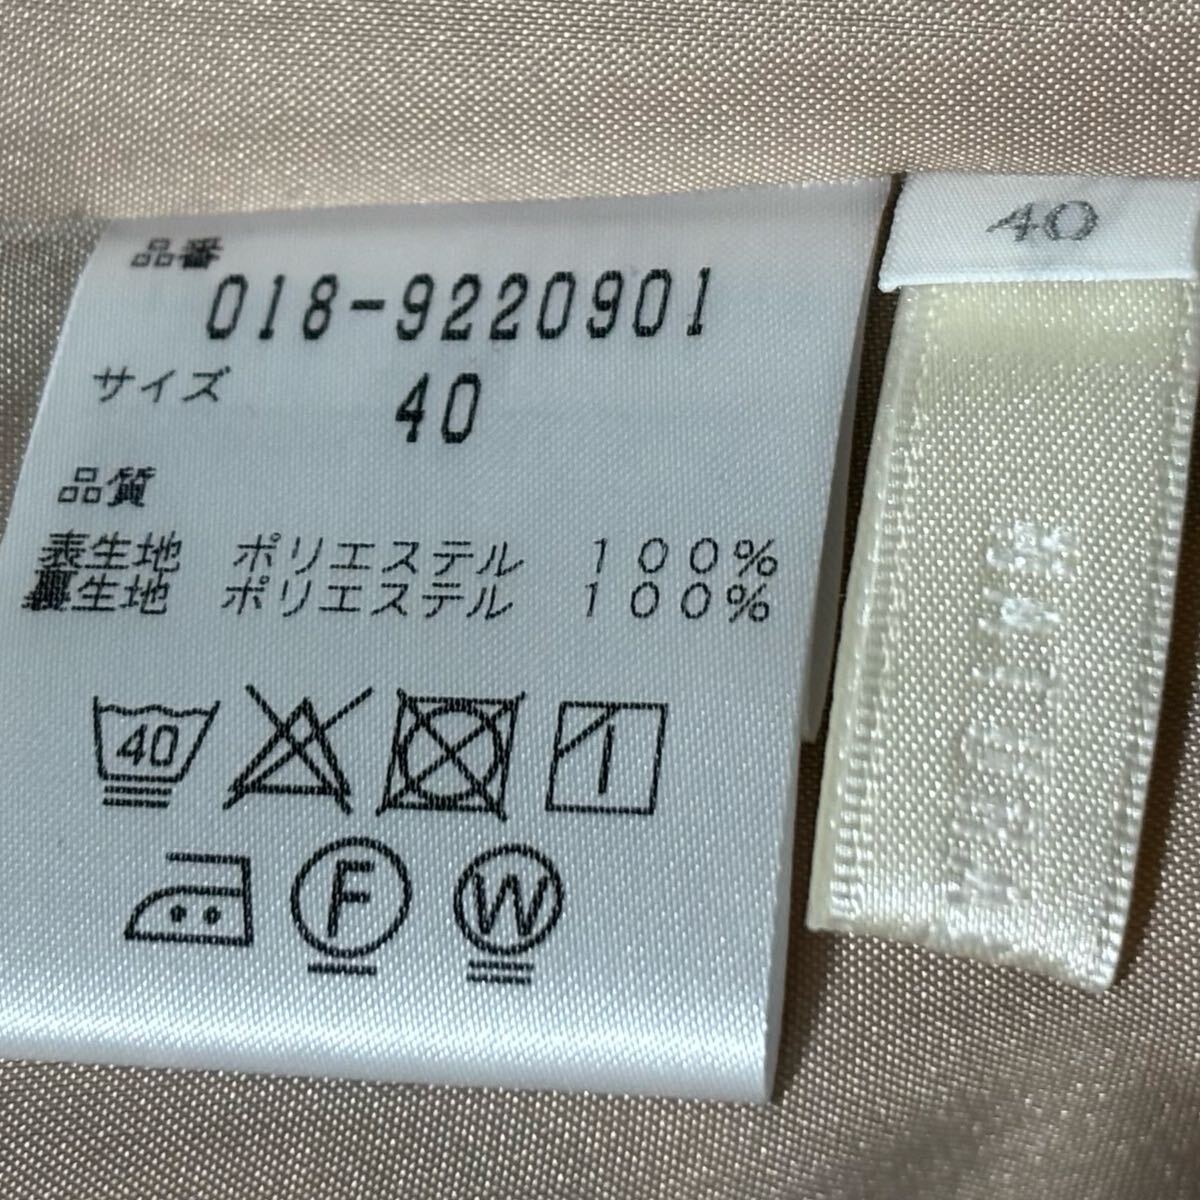 品番
018-9220901
サイズ 40
品質
表生地 ポリエステル 100%
裏生地 ポリエステル 100%
40
F
W
40